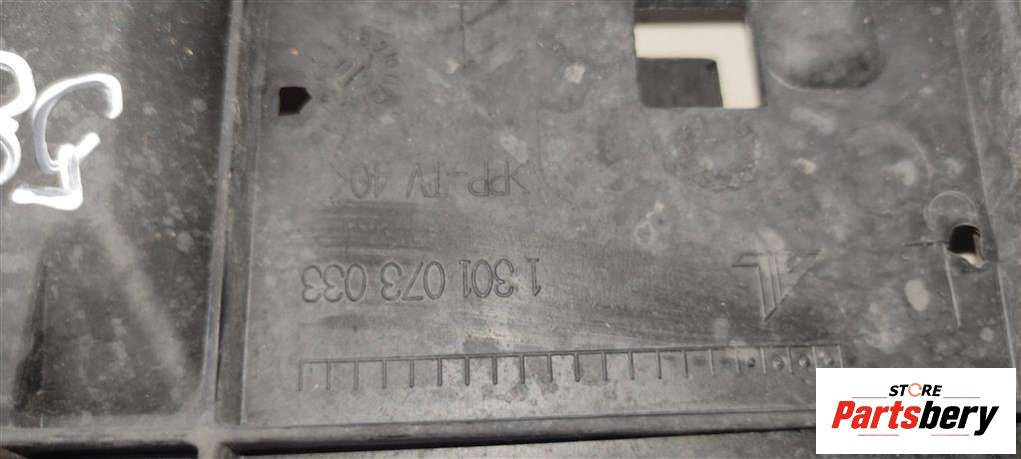 >PP-TV 40
1 301 073 033
STORE
Partsbery